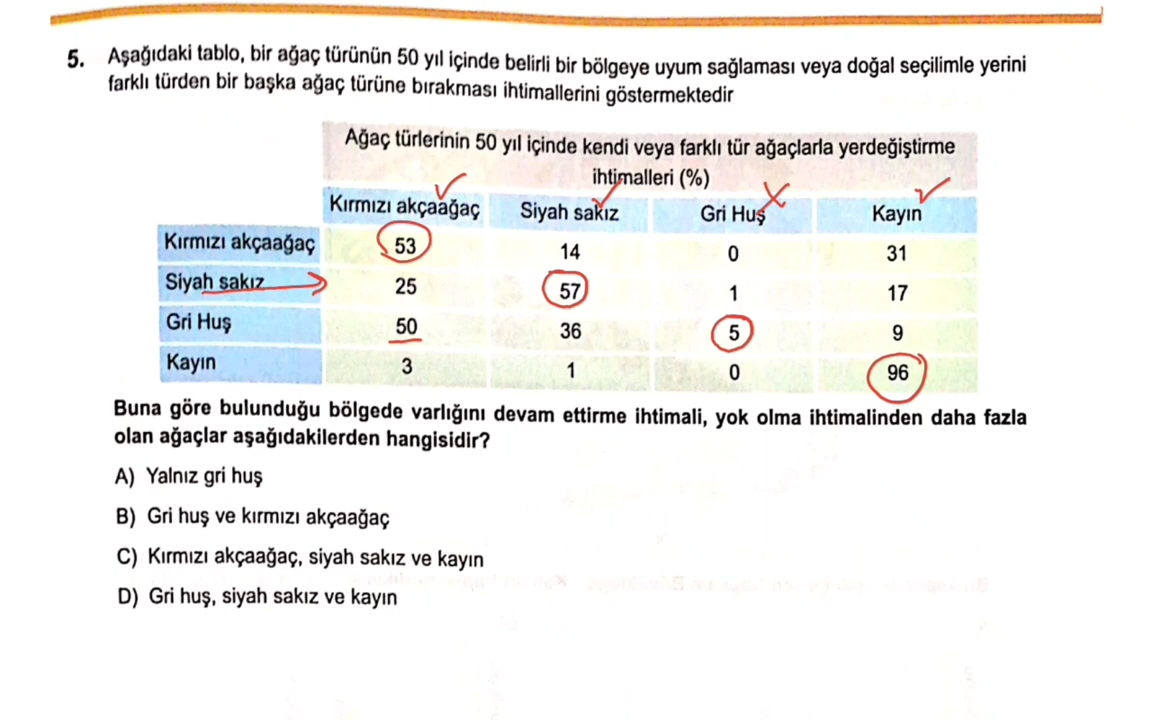 5. Aşağıdaki tablo, bir ağaç türünün 50 yıl içinde belirli bir bölgeye uyum sağlaması veya doğal seçilimle yerini
farklı türden bir başka ağaç türüne bırakması ihtimallerini göstermektedir
Ağaç türlerinin 50 yıl içinde kendi veya farklı tür ağaçlarla yerdeğiştirme
ihtimalleri (%)
Kırmızı akçaağaç Siyah sakız Gri Huş Kayın
Kırmızı akçaağaç 53 14 0 31
Siyah sakız 25 57 1 17
Gri Huş 50 36 5 9
Kayın 3 1 0 96
Buna göre bulunduğu bölgede varlığını devam ettirme ihtimali, yok olma ihtimalinden daha fazla
olan ağaçlar aşağıdakilerden hangisidir?
A) Yalnız gri huş
B) Gri huş ve kırmızı akçaağaç
C) Kırmızı akçaağaç, siyah sakız ve kayın
D) Gri huş, siyah sakız ve kayın